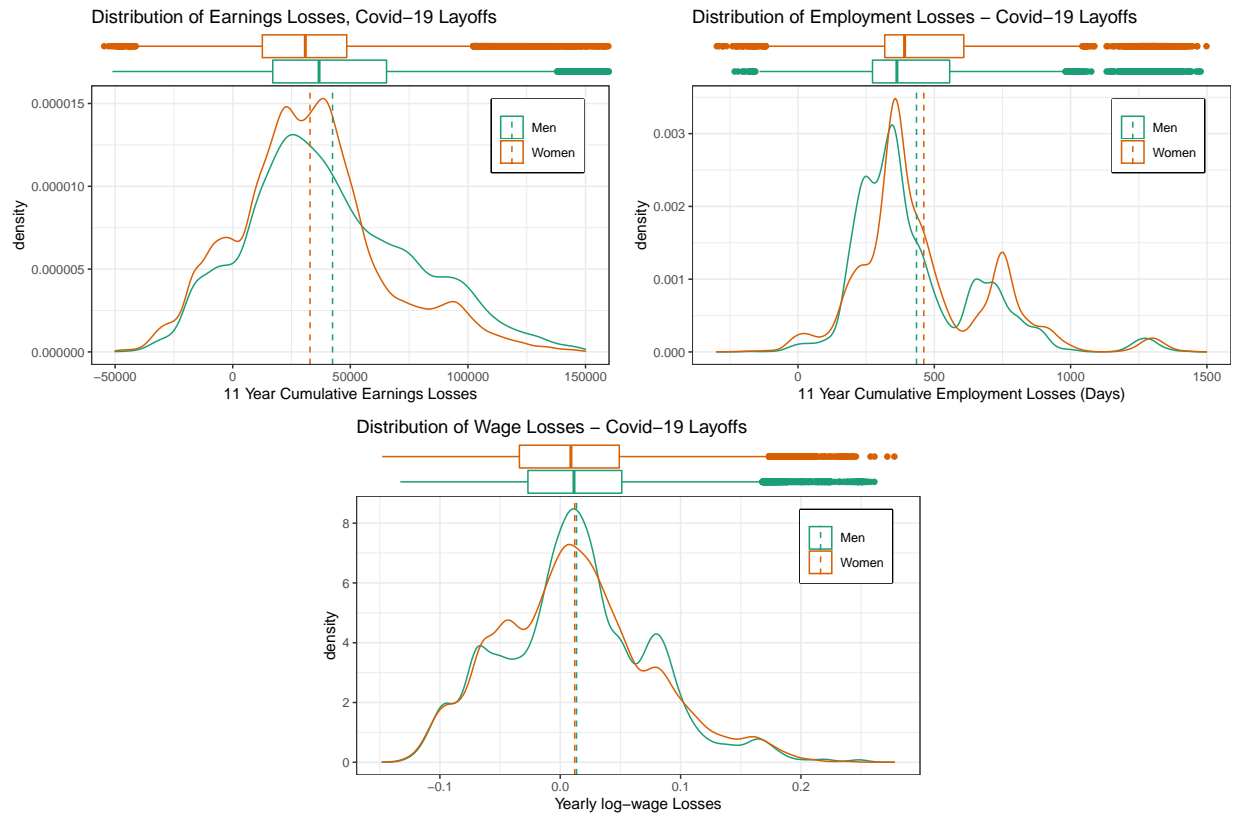 Distribution of Earnings Losses, Covid−19 Layoffs
0.000015
0.000010
0.000005
0.000000
density
Men
Women
−50000 0 50000 100000 150000
11 Year Cumulative Earnings Losses
Distribution of Employment Losses − Covid−19 Layoffs
0.003
0.002
0.001
0.000
density
Men
Women
0 500 1000 1500
11 Year Cumulative Employment Losses (Days)
Distribution of Wage Losses − Covid−19 Layoffs
8
6
4
2
0
density
Men
Women
−0.1 0.0 0.1 0.2
Yearly log−wage Losses